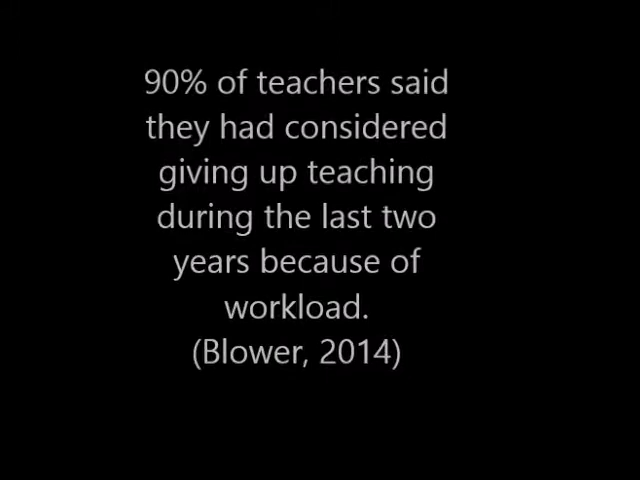 90% of teachers said
they had considered
giving up teaching
during the last two
years because of
workload.
(Blower, 2014)